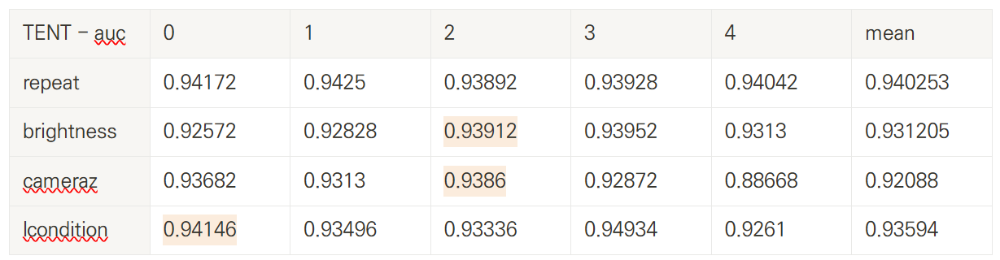 TENT – auc 0 1 2 3 4 mean
repeat 0.94172 0.9425 0.93892 0.93928 0.94042 0.940253
brightness 0.92572 0.92828 0.93912 0.93952 0.9313 0.931205
cameraz 0.93682 0.9313 0.9386 0.92872 0.88668 0.92088
lcondition 0.94146 0.93496 0.93336 0.94934 0.9261 0.93594